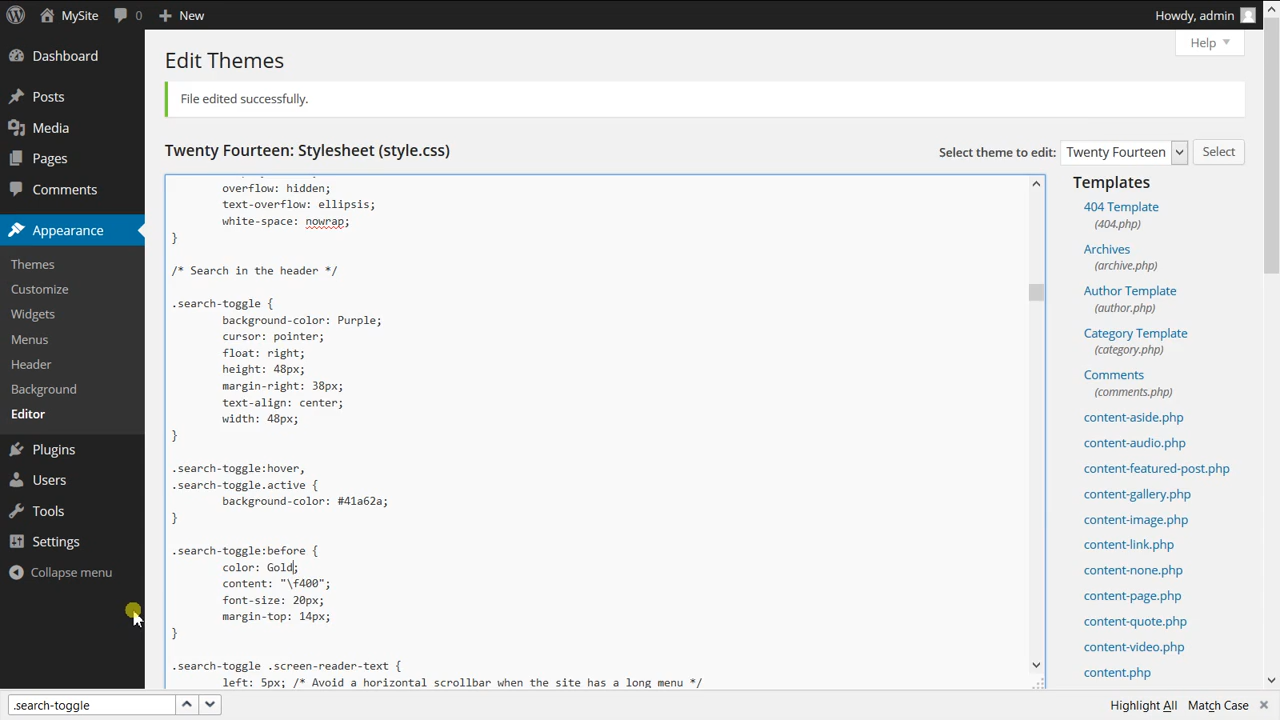 MySite
0
New
Howdy, admin
Help
Dashboard
Posts
Media
Pages
Comments
Appearance
Themes
Customize
Widgets
Menus
Header
Background
Editor
Plugins
Users
Tools
Settings
Collapse menu
Edit Themes
File edited successfully.
Twenty Fourteen: Stylesheet (style.css)
Select theme to edit: Twenty Fourteen Select
overflow: hidden;
text-overflow: ellipsis;
white-space: nowrap;
}
/* Search in the header */
.search-toggle {
background-color: Purple;
cursor: pointer;
float: right;
height: 48px;
margin-right: 38px;
text-align: center;
width: 48px;
}
.search-toggle:hover,
.search-toggle.active {
background-color: #41a62a;
}
.search-toggle:before {
color: Gold;
content: "\f400";
font-size: 20px;
margin-top: 14px;
}
.search-toggle .screen-reader-text {
left: 5px; /* Avoid a horizontal scrollbar when the site has a long menu */
Templates
404 Template
(404.php)
Archives
(archive.php)
Author Template
(author.php)
Category Template
(category.php)
Comments
(comments.php)
content-aside.php
content-audio.php
content-featured-post.php
content-gallery.php
content-image.php
content-link.php
content-none.php
content-page.php
content-quote.php
content-video.php
content.php
.search-toggle
Highlight All Match Case